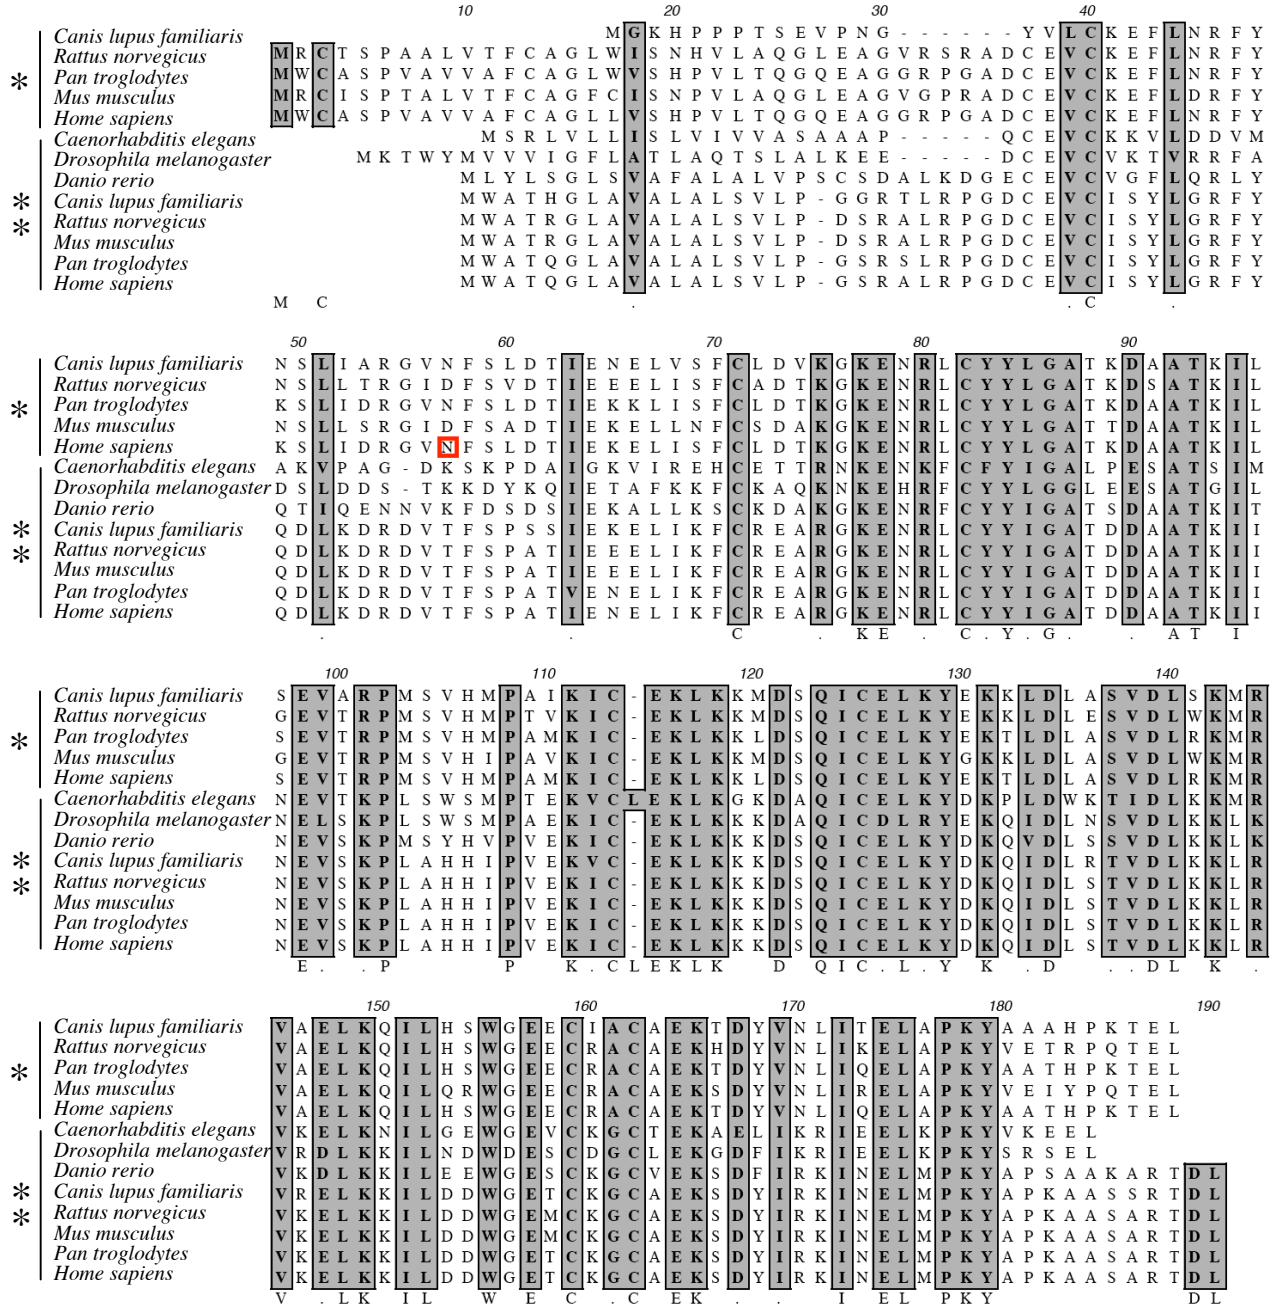 10 20 30 40
Canis lupus familiaris M G K H P P P T S E V P N G - - - - - - Y V L C K E F L N R F Y
Rattus norvegicus M R C T S P A A L V T F C A G L W I S N H V L A Q G L E A G V R S R A D C E V C K E F L N R F Y
* Pan troglodytes M W C A S P V A V V A F C A G L W V S H P V L T Q G Q E A G G R P G A D C E V C K E F L N R F Y
Mus musculus M R C I S P T A L V T F C A G F C I S N P V L A Q G L E A G V G P R A D C E V C K E F L D R F Y
Home sapiens M W C A S P V A V V A F C A G L L V S H P V L T Q G Q E A G G R P G A D C E V C K E F L N R F Y
Caenorhabditis elegans M S R L V L L I S L V I V V A S A A A P - - - - - Q C E V C K K V L D D V M
Drosophila melanogaster M K T W Y M V V V I G F L A T L A Q T S L A L K E E - - - - - D C E V C V K T V R R F A
Danio rerio M L Y L S G L S V A F A L A L V P S C S D A L K D G E C E V C V G F L Q R L Y
* Canis lupus familiaris M W A T H G L A V A L A L S V L P - G G R T L R P G D C E V C I S Y L G R F Y
* Rattus norvegicus M W A T R G L A V A L A L S V L P - D S R A L R P G D C E V C I S Y L G R F Y
Mus musculus M W A T R G L A V A L A L S V L P - D S R A L R P G D C E V C I S Y L G R F Y
Pan troglodytes M W A T Q G L A V A L A L S V L P - G S R S L R P G D C E V C I S Y L G R F Y
Home sapiens M W A T Q G L A V A L A L S V L P - G S R A L R P G D C E V C I S Y L G R F Y
M C . . C .
50 60 70 80 90
Canis lupus familiaris N S L I A R G V N F S L D T I E N E L V S F C L D V K G K E N R L C Y Y L G A T K D A A T K I L
Rattus norvegicus N S L L T R G I D F S V D T I E E E L I S F C A D T K G K E N R L C Y Y L G A T K D S A T K I L
* Pan troglodytes K S L I D R G V N F S L D T I E K K L I S F C L D T K G K E N R L C Y Y L G A T K D A A T K I L
Mus musculus N S L L S R G I D F S A D T I E K E L L N F C S D A K G K E N R L C Y Y L G A T K D A A T K I L
Home sapiens K S L I D R G V N F S L D T I E K E L I S F C L D T K G K E N R L C Y Y L G A T K D A A T K I L
Caenorhabditis elegans A K V P A G - D K S K P D A I G K V I R E H C E T T R N K E N K F C F Y I G A L P E S A T S I M
Drosophila melanogaster D S L D D S - T K K D Y K Q I E T A F K K F C K A Q K N K E H R F C Y Y L G G L E E S A T G I L
Danio rerio Q T I Q E N N V K F D S D S I E K A L L K S C K D A K G K E N R F C Y Y I G A T S D A A T K I T
* Canis lupus familiaris Q D L K D R D V T F S P S S I E K E L I K F C R E A R G K E N R L C Y Y I G A T D D A A T K I I
* Rattus norvegicus Q D L K D R D V T F S P A T I E E E L I K F C R E A R G K E N R L C Y Y I G A T D D A A T K I I
Mus musculus Q D L K D R D V T F S P A T I E E E L I K F C R E A R G K E N R L C Y Y I G A T D D A A T K I I
Pan troglodytes Q D L K D R D V T F S P A T V E N E L I K F C R E A R G K E N R L C Y Y I G A T D D A A T K I I
Home sapiens Q D L K D R D V T F S P A T I E N E L I K F C R E A R G K E N R L C Y Y I G A T D D A A T K I I
. . C . K E . C . Y . G . . A T I
100 110 120 130 140
Canis lupus familiaris S E V A R P M S V H M P A I K I C - E K L K K M D S Q I C E L K Y E K K L D L A S V D L S K M R
Rattus norvegicus G E V T R P M S V H M P T V K I C - E K L K K M D S Q I C E L K Y E K K L D L E S V D L W K M R
* Pan troglodytes S E V T R P M S V H M P A M K I C - E K L K K L D S Q I C E L K Y E K T L D L A S V D L R K M R
Mus musculus G E V T R P M S V H I P A V K I C - E K L K K M D S Q I C E L K Y G K K L D L A S V D L W K M R
Home sapiens S E V T R P M S V H M P A M K I C - E K L K K L D S Q I C E L K Y E K T L D L A S V D L R K M R
Caenorhabditis elegans N E V T K P L S W S M P T E K V C L E K L K G K D A Q I C E L K Y D K P L D W K T I D L K K M R
Drosophila melanogaster N E L S K P L S W S M P A E K I C - E K L K K K D A Q I C D L R Y E K Q I D L N S V D L K K L K
Danio rerio N E V S K P M S Y H V P V E K I C - E K L K K K D S Q I C E L K Y D K Q V D L S S V D L K K L K
* Canis lupus familiaris N E V S K P L A H H I P V E K V C - E K L K K K D S Q I C E L K Y D K Q I D L R T V D L K K L R
* Rattus norvegicus N E V S K P L A H H I P V E K I C - E K L K K K D S Q I C E L K Y D K Q I D L S T V D L K K L R
Mus musculus N E V S K P L A H H I P V E K I C - E K L K K K D S Q I C E L K Y D K Q I D L S T V D L K K L R
Pan troglodytes N E V S K P L A H H I P V E K I C - E K L K K K D S Q I C E L K Y D K Q I D L S T V D L K K L R
Home sapiens N E V S K P L A H H I P V E K I C - E K L K K K D S Q I C E L K Y D K Q I D L S T V D L K K L R
E . . P P K . C L E K L K D Q I C . L . Y K . D . . D L K .
150 160 170 180 190
Canis lupus familiaris V A E L K Q I L H S W G E E C I A C A E K T D Y V N L I T E L A P K Y A A A H P K T E L
Rattus norvegicus V A E L K Q I L H S W G E E C R A C A E K H D Y V N L I K E L A P K Y V E T R P Q T E L
* Pan troglodytes V A E L K Q I L H S W G E E C R A C A E K T D Y V N L I Q E L A P K Y A A T H P K T E L
Mus musculus V A E L K Q I L Q R W G E E C R A C A E K S D Y V N L I R E L A P K Y V E I Y P Q T E L
Home sapiens V A E L K Q I L H S W G E E C R A C A E K T D Y V N L I Q E L A P K Y A A T H P K T E L
Caenorhabditis elegans V K E L K N I L G E W G E V C K G C T E K A E L I K R I E E L K P K Y V K E E L
Drosophila melanogaster V R D L K K I L N D W D E S C D G C L E K G D F I K R I E E L K P K Y S R S E L
Danio rerio V K D L K K I L E E W G E S C K G C V E K S D F I R K I N E L M P K Y A P S A A K A R T D L
* Canis lupus familiaris V R E L K K I L D D W G E T C K G C A E K S D Y I R K I N E L M P K Y A P K A A S S R T D L
* Rattus norvegicus V K E L K K I L D D W G E M C K G C A E K S D Y I R K I N E L M P K Y A P K A A S A R T D L
Mus musculus V K E L K K I L D D W G E M C K G C A E K S D Y I R K I N E L M P K Y A P K A A S A R T D L
Pan troglodytes V K E L K K I L D D W G E T C K G C A E K S D Y I R K I N E L M P K Y A P K A A S A R T D L
Home sapiens V K E L K K I L D D W G E T C K G C A E K S D Y I R K I N E L M P K Y A P K A A S A R T D L
V . L K I L W E C . C E K . . I E L P K Y D L